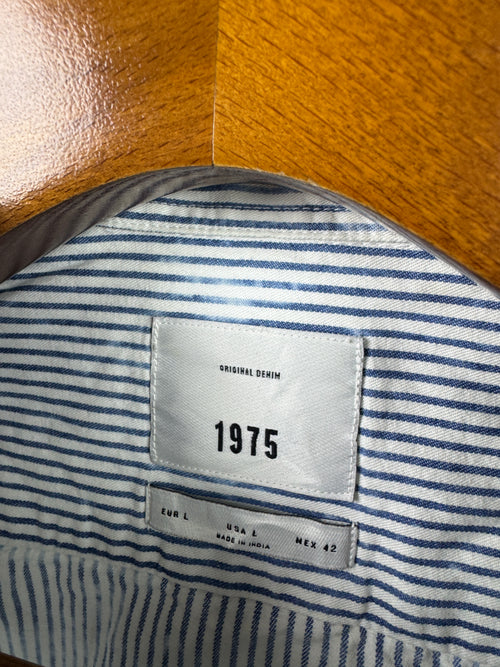 ORIGINAL DENIM
1975
EUR L USA L MEX 42
MADE IN INDIA